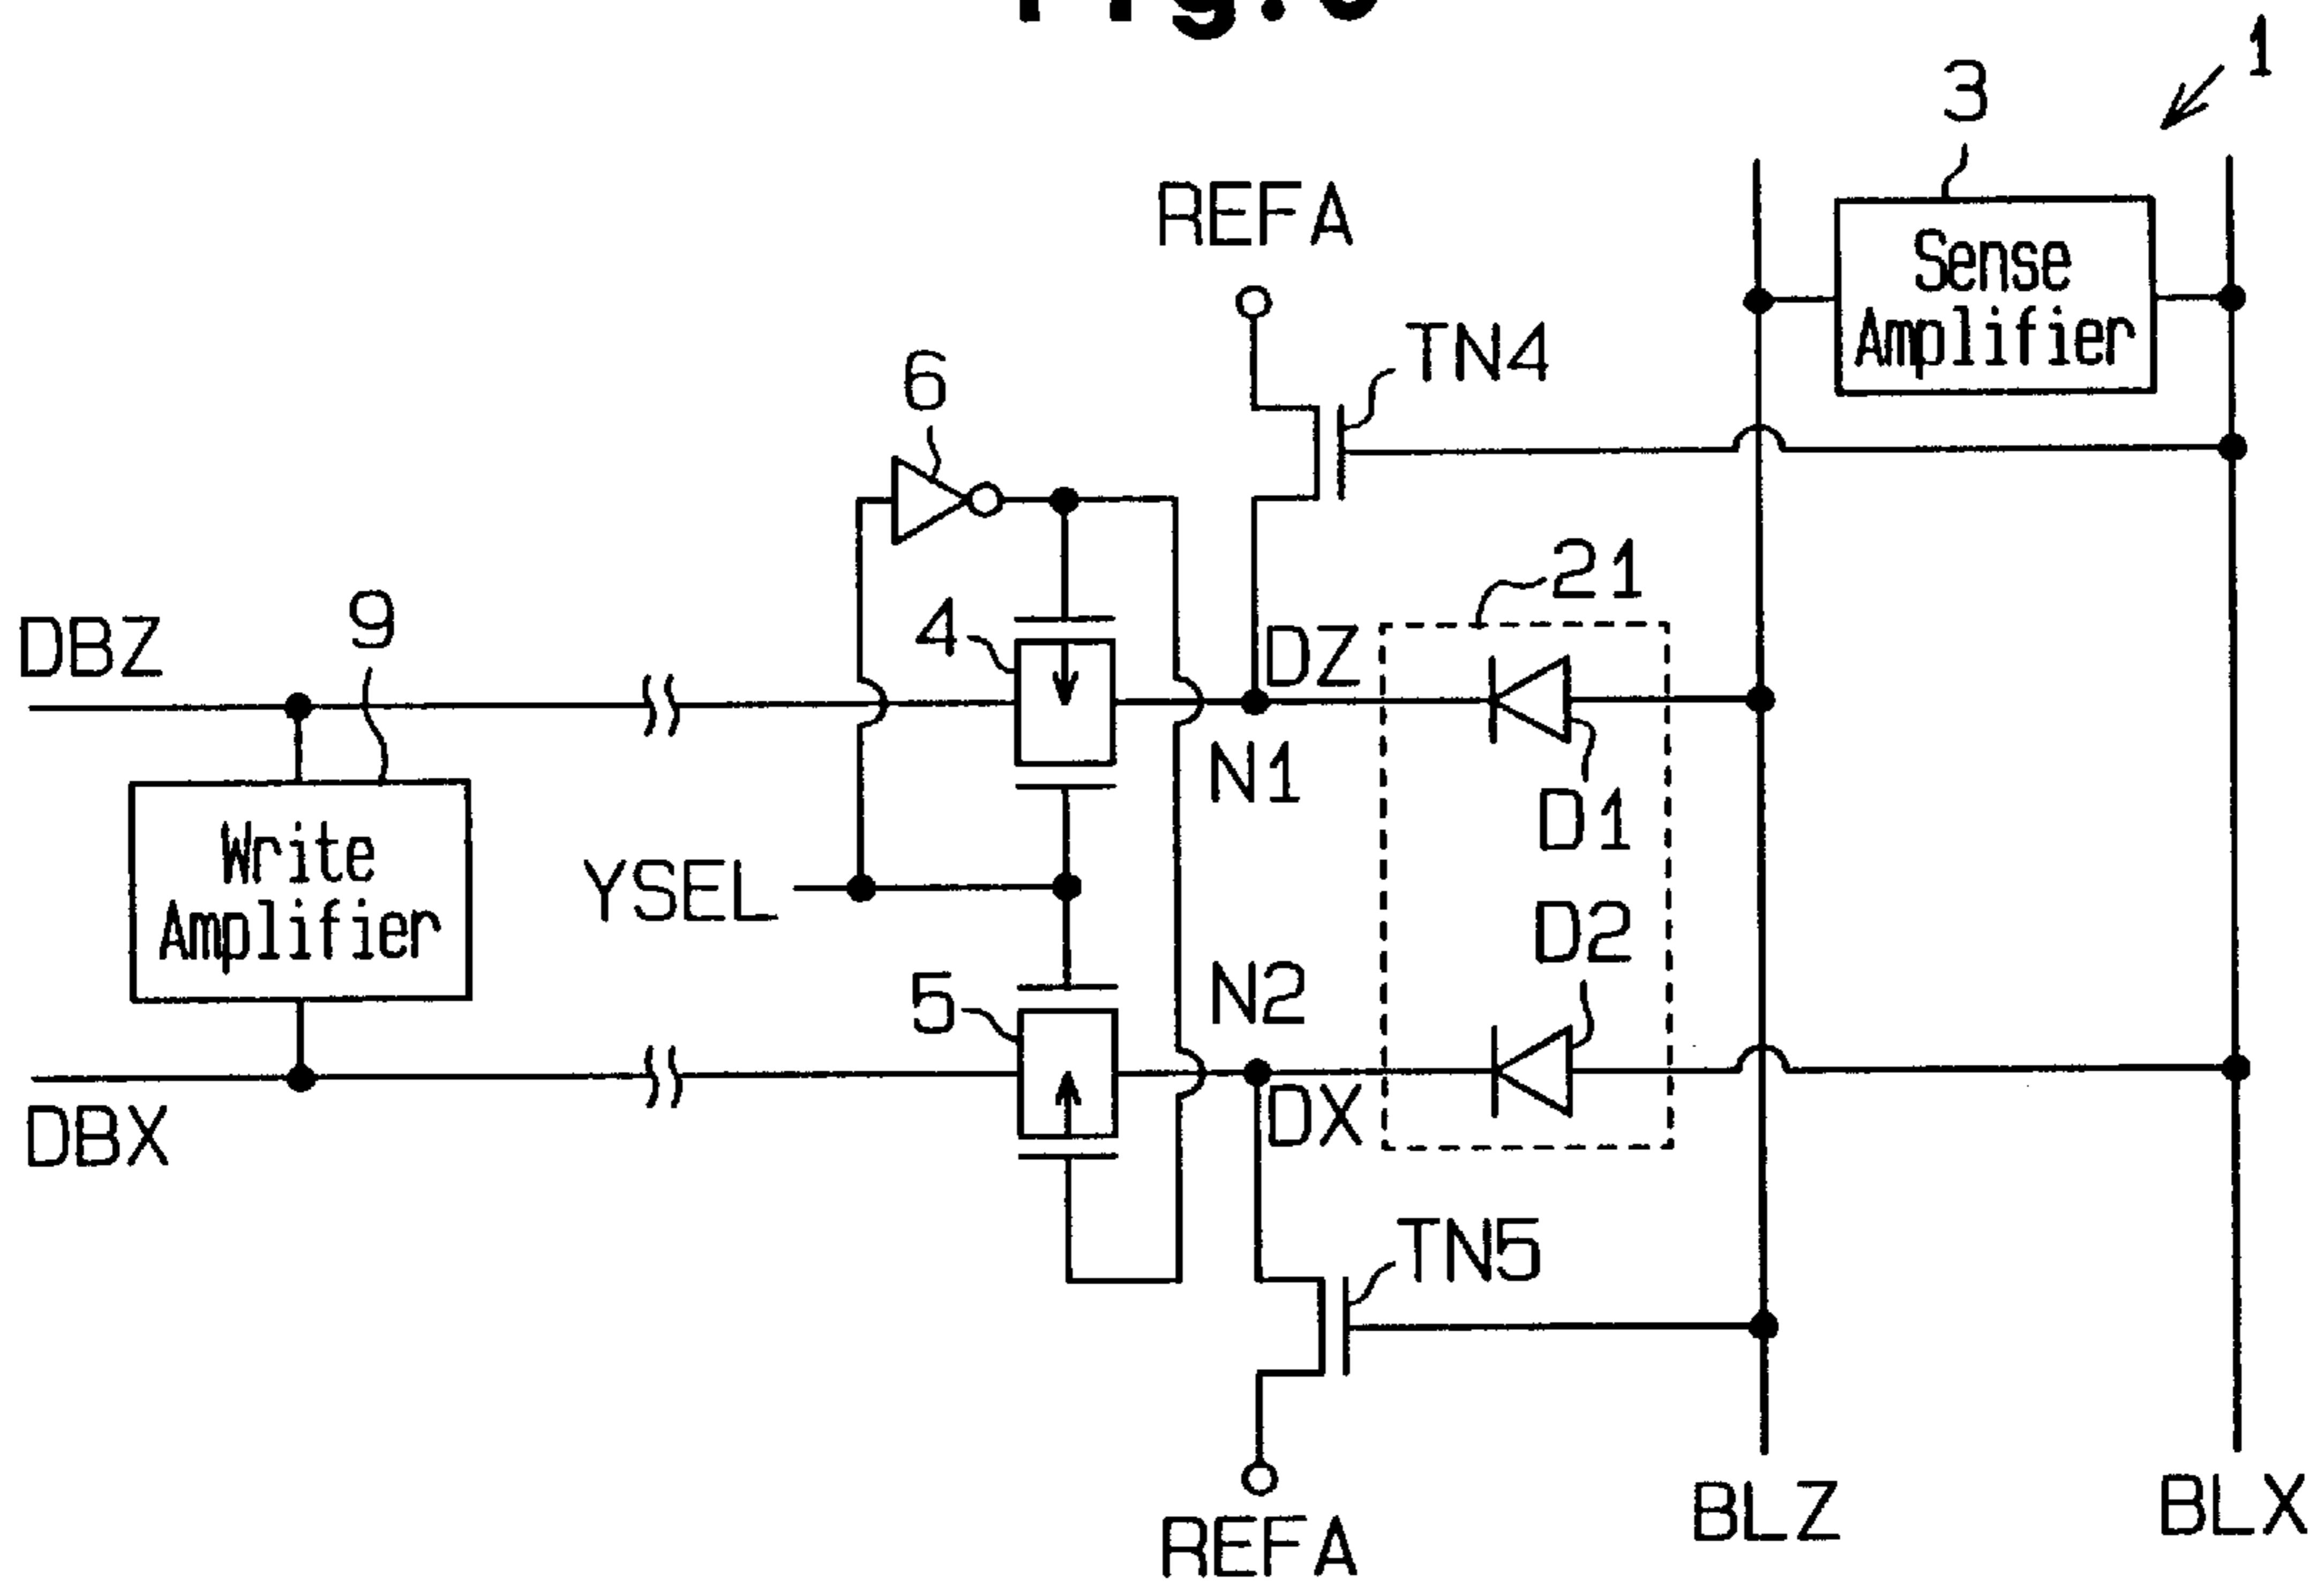 1
3
REFA
Sense
Amplifier
TN4
6
21
9
DBZ
4
DZ
N1
D1
Write
Amplifier
YSEL
D2
N2
5
DX
DBX
TN5
BLZ
BLX
REFA